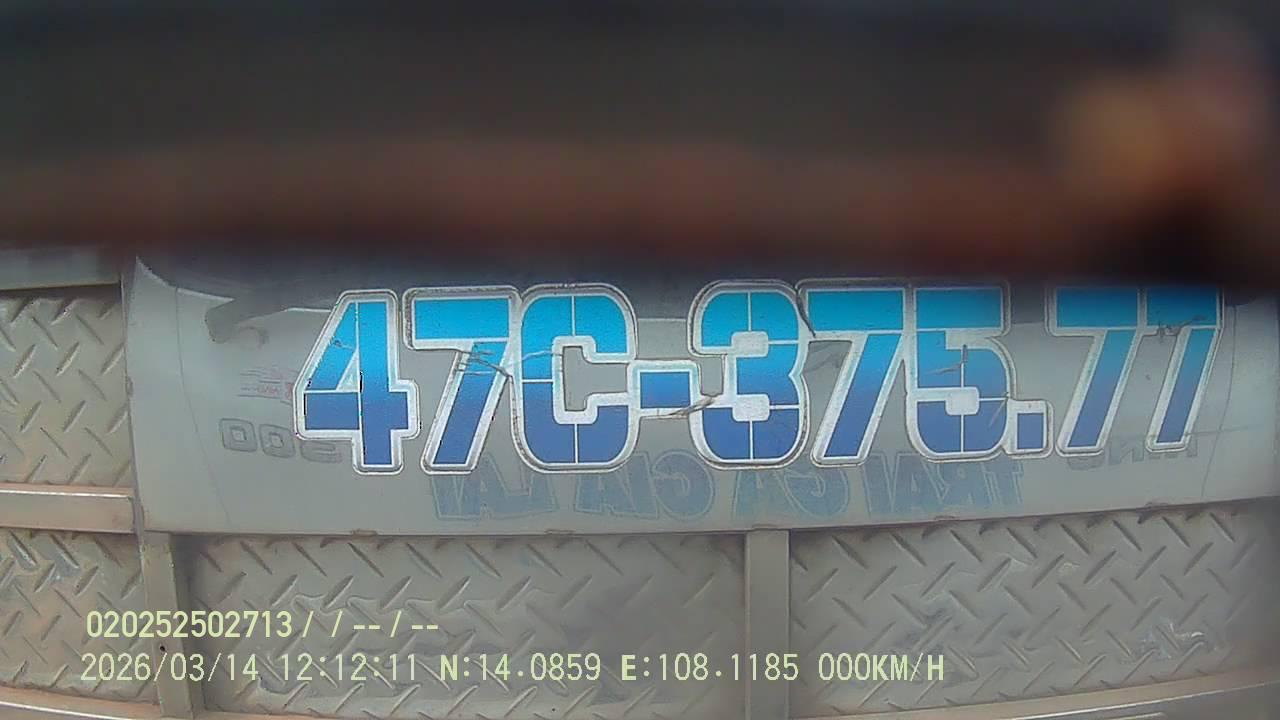 47C-375.77
TRẠI GÀ GIA LAI
020252502713 / / -- / --
2026/03/14 12:12:11 N:14.0859 E:108.1185 000KM/H